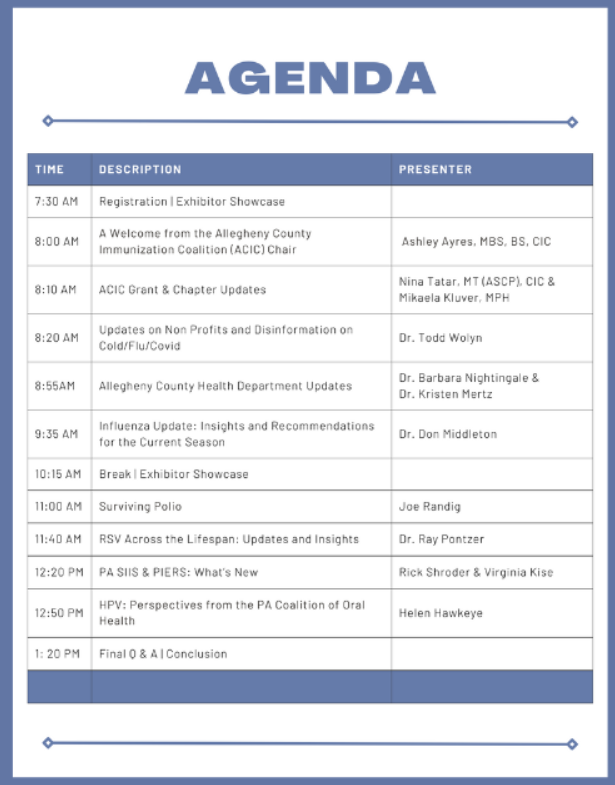 AGENDA
TIME DESCRIPTION PRESENTER
7:30 AM Registration | Exhibitor Showcase
8:00 AM A Welcome from the Allegheny County
Immunization Coalition (ACIC) Chair Ashley Ayres, MBS, BS, CIC
8:10 AM ACIC Grant & Chapter Updates Nina Tatar, MT (ASCP), CIC &
Mikaela Kluver, MPH
8:20 AM Updates on Non Profits and Disinformation on
Cold/Flu/Covid Dr. Todd Wolyn
8:55AM Allegheny County Health Department Updates Dr. Barbara Nightingale &
Dr. Kristen Mertz
9:35 AM Influenza Update: Insights and Recommendations
for the Current Season Dr. Don Middleton
10:15 AM Break | Exhibitor Showcase
11:00 AM Surviving Polio Joe Randig
11:40 AM RSV Across the Lifespan: Updates and Insights Dr. Ray Pontzer
12:20 PM PA SIIS & PIERS: What's New Rick Shroder & Virginia Kise
12:50 PM HPV: Perspectives from the PA Coalition of Oral
Health Helen Hawkeye
1: 20 PM Final Q & A | Conclusion